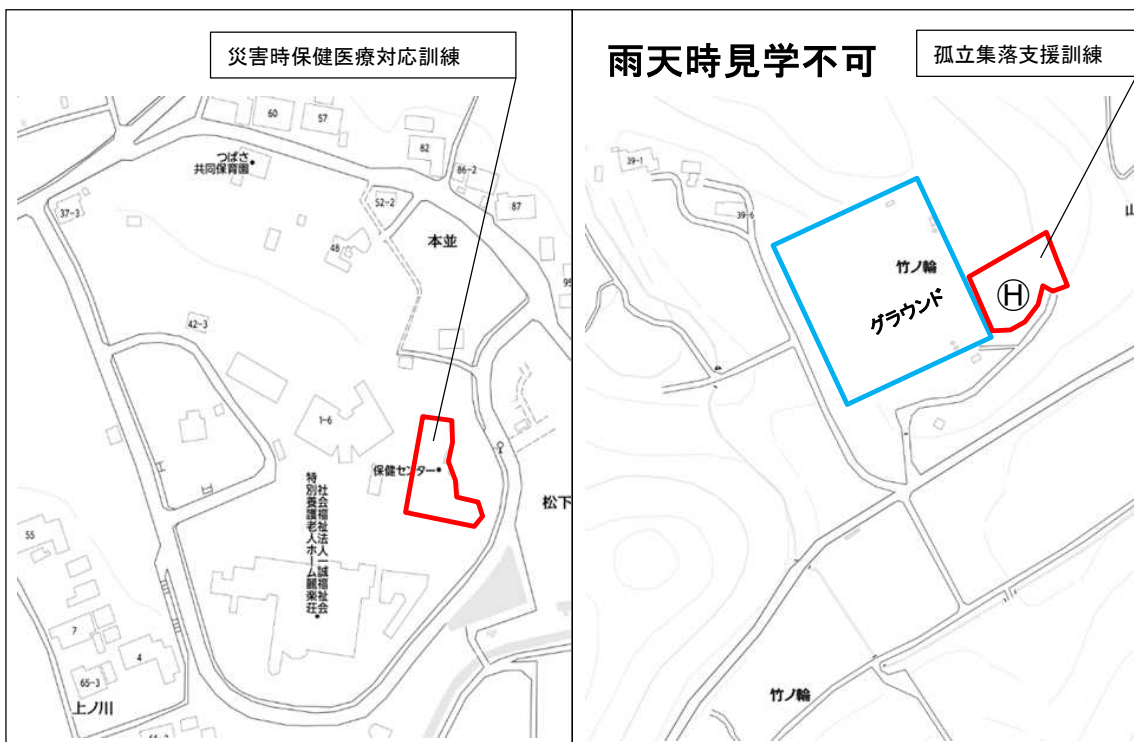 災害時保健医療対応訓練
60
57
82
つばさ
共同保育園
86-2
52-2
87
37-3
48
本並
95
42-3
1-6
保健センター
松下
社会福祉法人一誠福祉会
特別養護老人ホーム麗楽荘
55
7
4
65-3
上ノ川
雨天時見学不可
孤立集落支援訓練
39-1
39-6
山
竹ノ輪
グラウンド
H
竹ノ輪